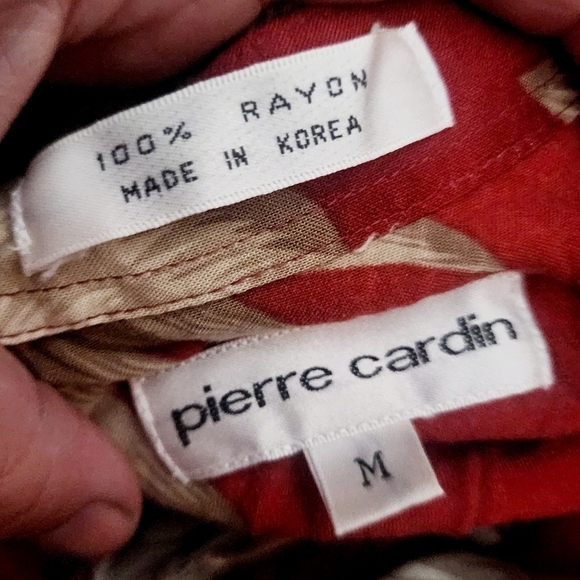 100% RAYON
MADE IN KOREA
pierre cardin
M